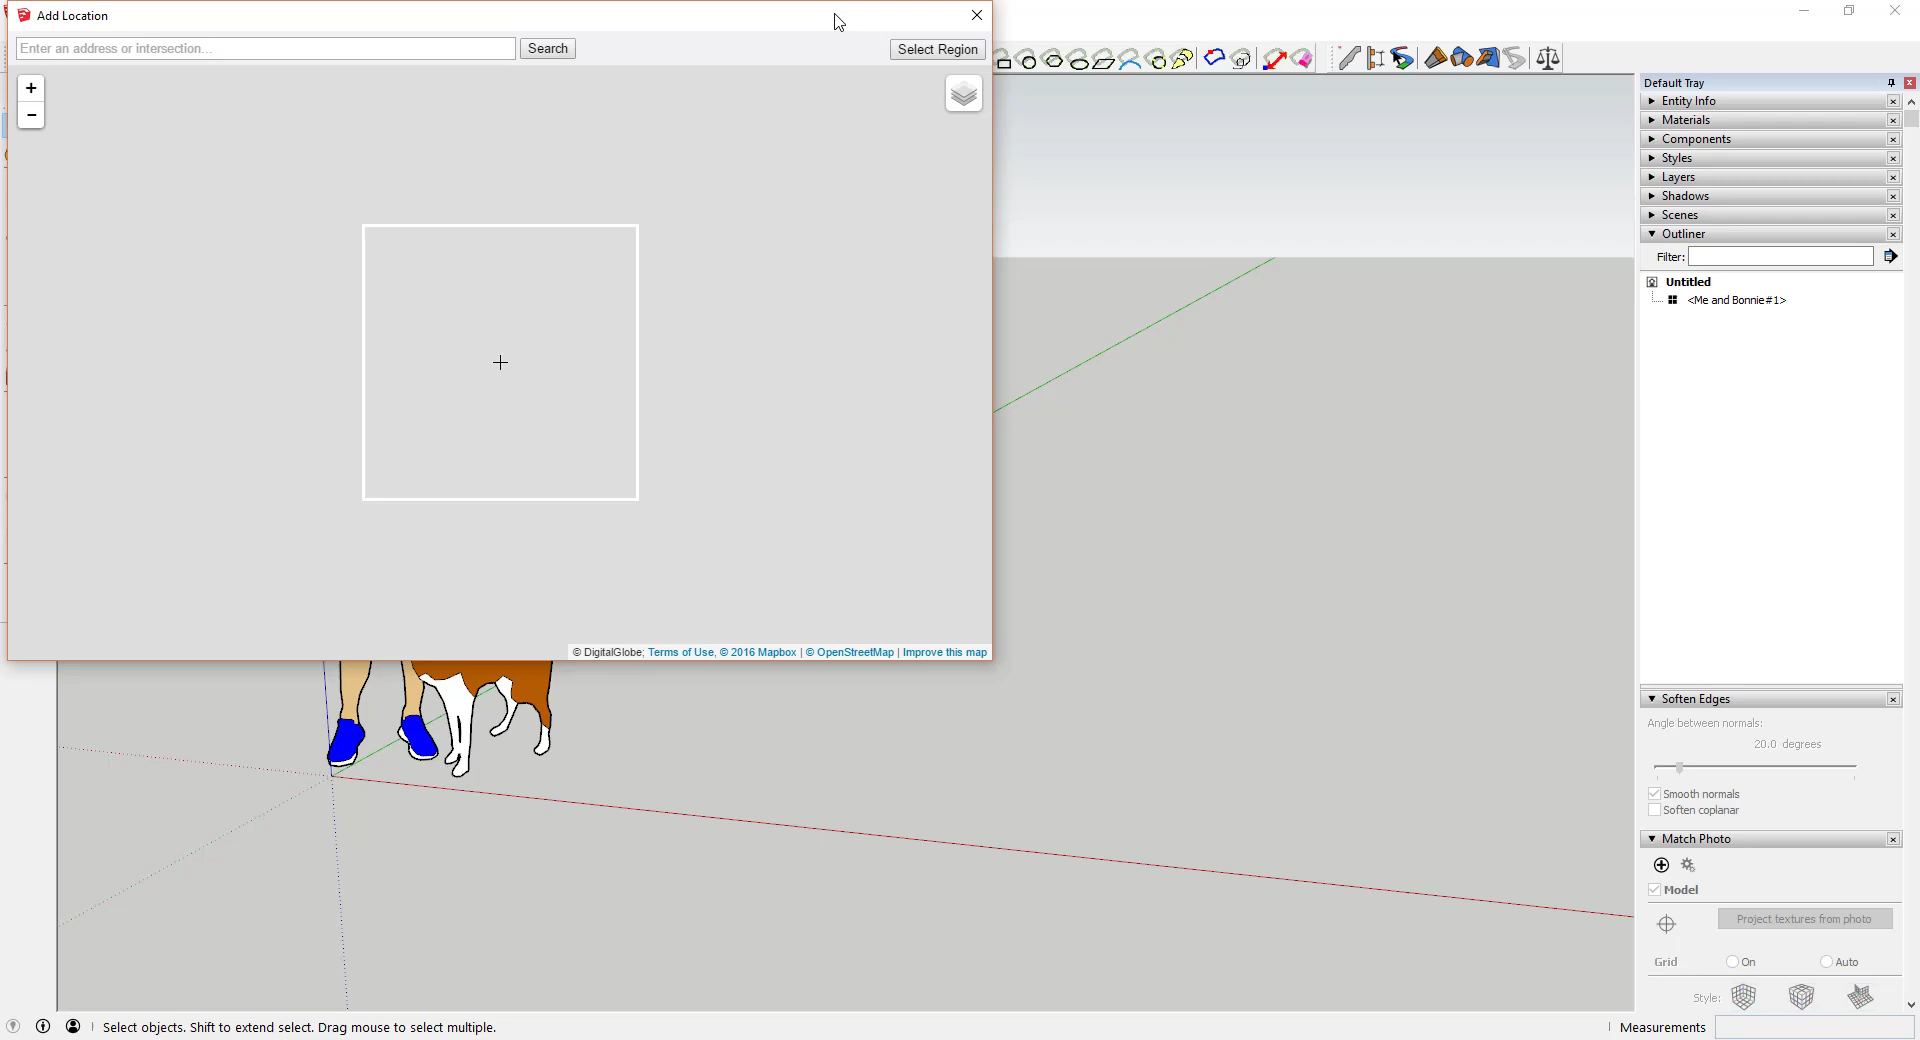 Add Location
Enter an address or intersection...
Search
Select Region
+
−
© DigitalGlobe; Terms of Use, © 2016 Mapbox | © OpenStreetMap | Improve this map
Default Tray
Entity Info
Materials
Components
Styles
Layers
Shadows
Scenes
Outliner
Filter:
Untitled
<Me and Bonnie#1>
Soften Edges
Angle between normals:
20.0 degrees
Smooth normals
Soften coplanar
Match Photo
Model
Project textures from photo
Grid On Auto
Style:
Select objects. Shift to extend select. Drag mouse to select multiple.
Measurements